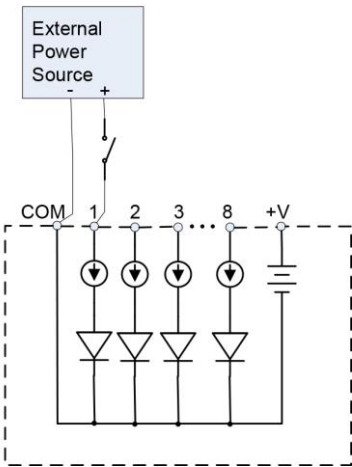 External
Power
Source
- +
COM 1 2 3 ••• 8 +V